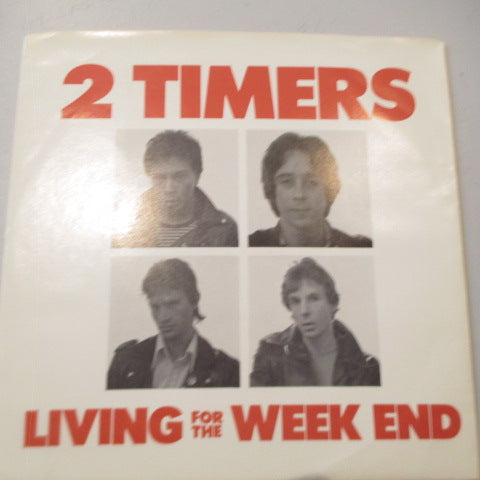 2 TIMERS
LIVING FOR THE WEEK END